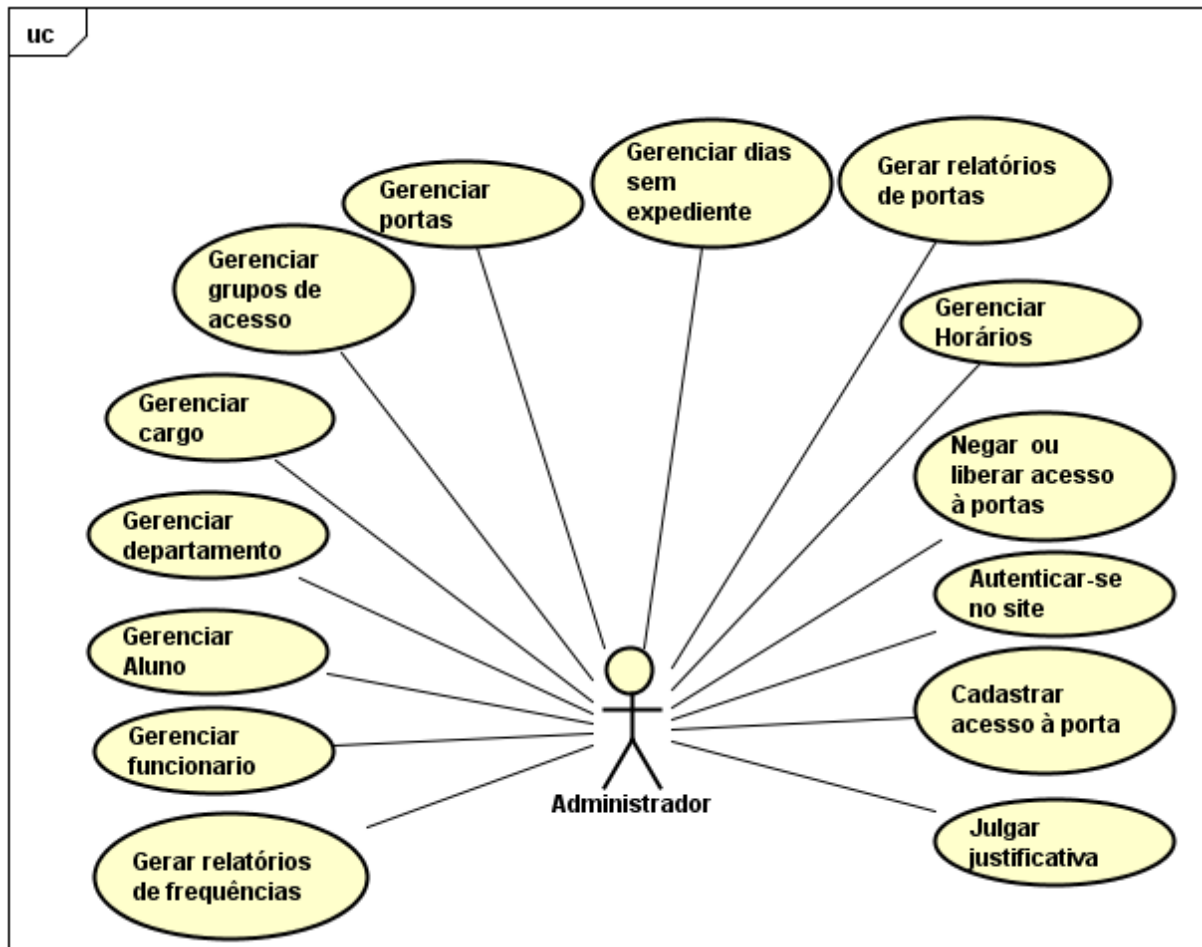 uc
Gerenciar dias
sem
expediente
Gerar relatórios
de portas
Gerenciar
portas
Gerenciar
grupos de
acesso
Gerenciar
Horários
Gerenciar
cargo
Negar ou
liberar acesso
à portas
Gerenciar
departamento
Autenticar-se
no site
Gerenciar
Aluno
Cadastrar
acesso à porta
Gerenciar
funcionario
Administrador
Julgar
justificativa
Gerar relatórios
de frequências